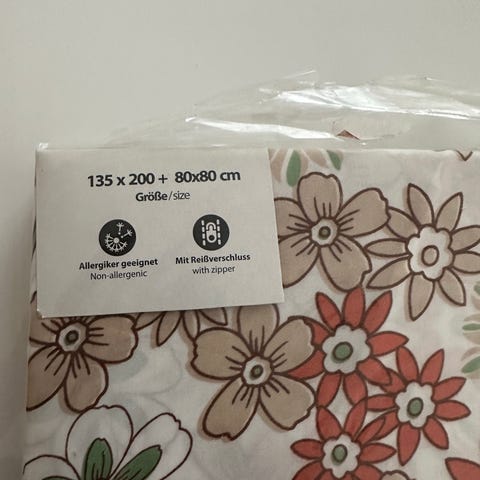 135 x 200 + 80x80 cm
Größe/size
Allergiker geeignet
Non-allergenic
Mit Reißverschluss
with zipper